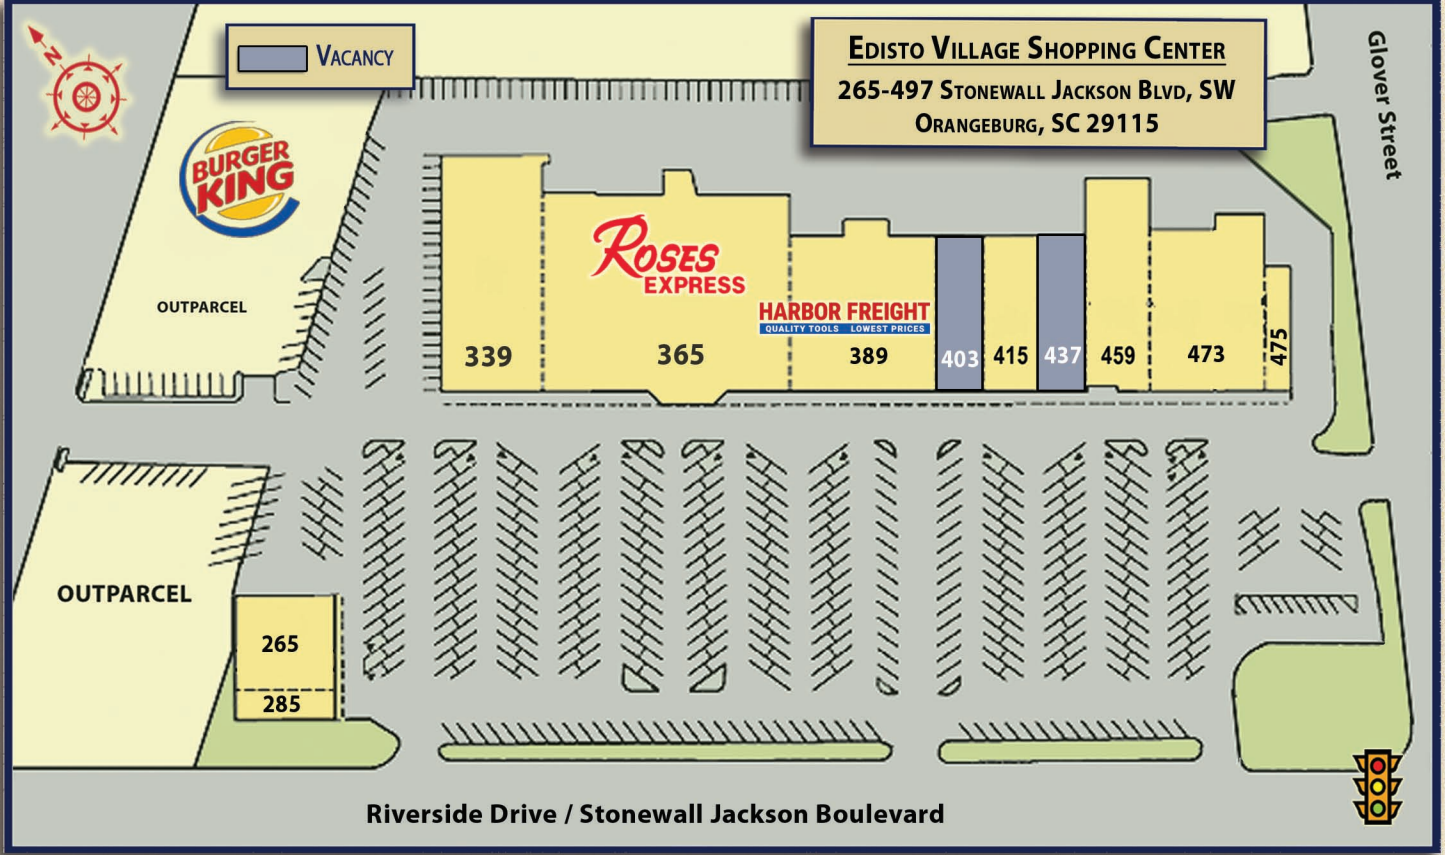 N
VACANCY
EDISTO VILLAGE SHOPPING CENTER
265-497 STONEWALL JACKSON BLVD, SW
ORANGEBURG, SC 29115
Glover Street
BURGER
KING
OUTPARCEL
ROSES
EXPRESS
HARBOR FREIGHT
QUALITY TOOLS LOWEST PRICES
339
365
389
403
415
437
459
473
475
OUTPARCEL
265
285
Riverside Drive / Stonewall Jackson Boulevard